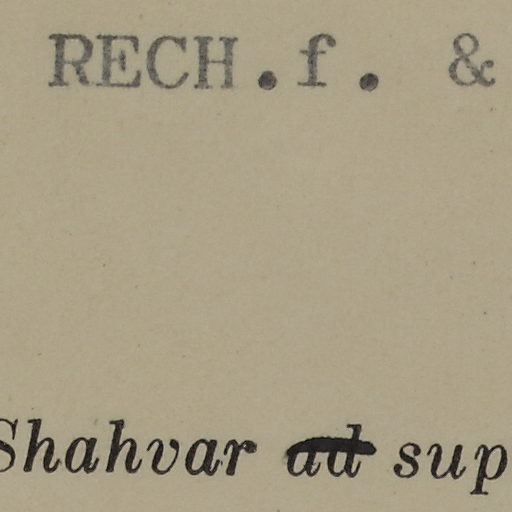 RECH.f. &
Shahvar ad sup